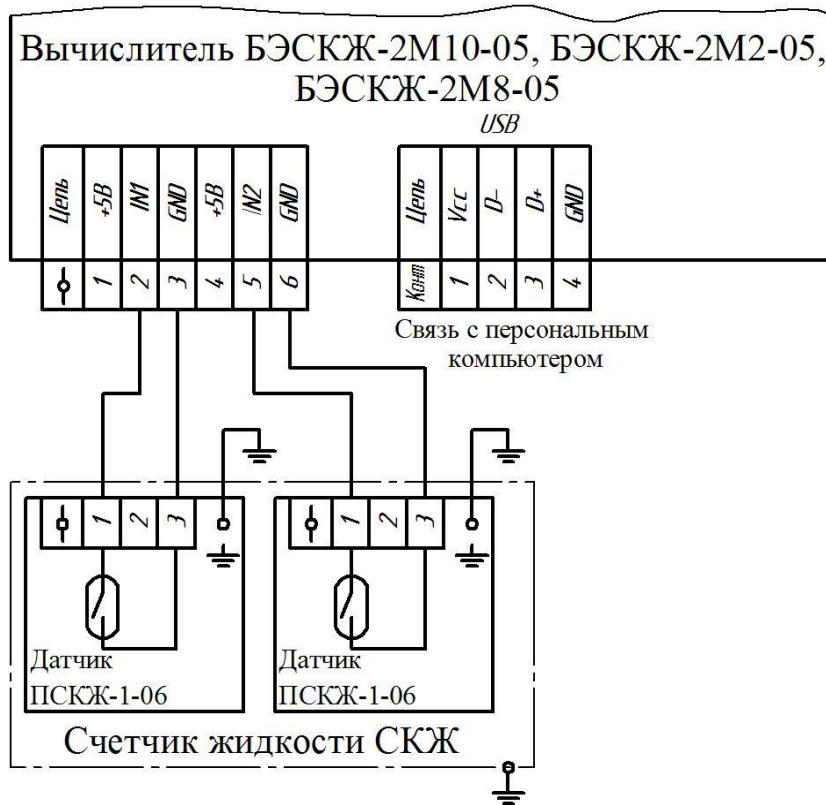 Вычислитель БЭСКЖ-2М10-05, БЭСКЖ-2М2-05,
БЭСКЖ-2М8-05
USB
Цепь +5В IN1 GND +5В IN2 GND
1 2 3 4 5 6
Цепь Vcc D- D+ GND
Конт 1 2 3 4
Связь с персональным
компьютером
1 2 3
1 2 3
Датчик
ПСКЖ-1-06
Датчик
ПСКЖ-1-06
Счетчик жидкости СКЖ